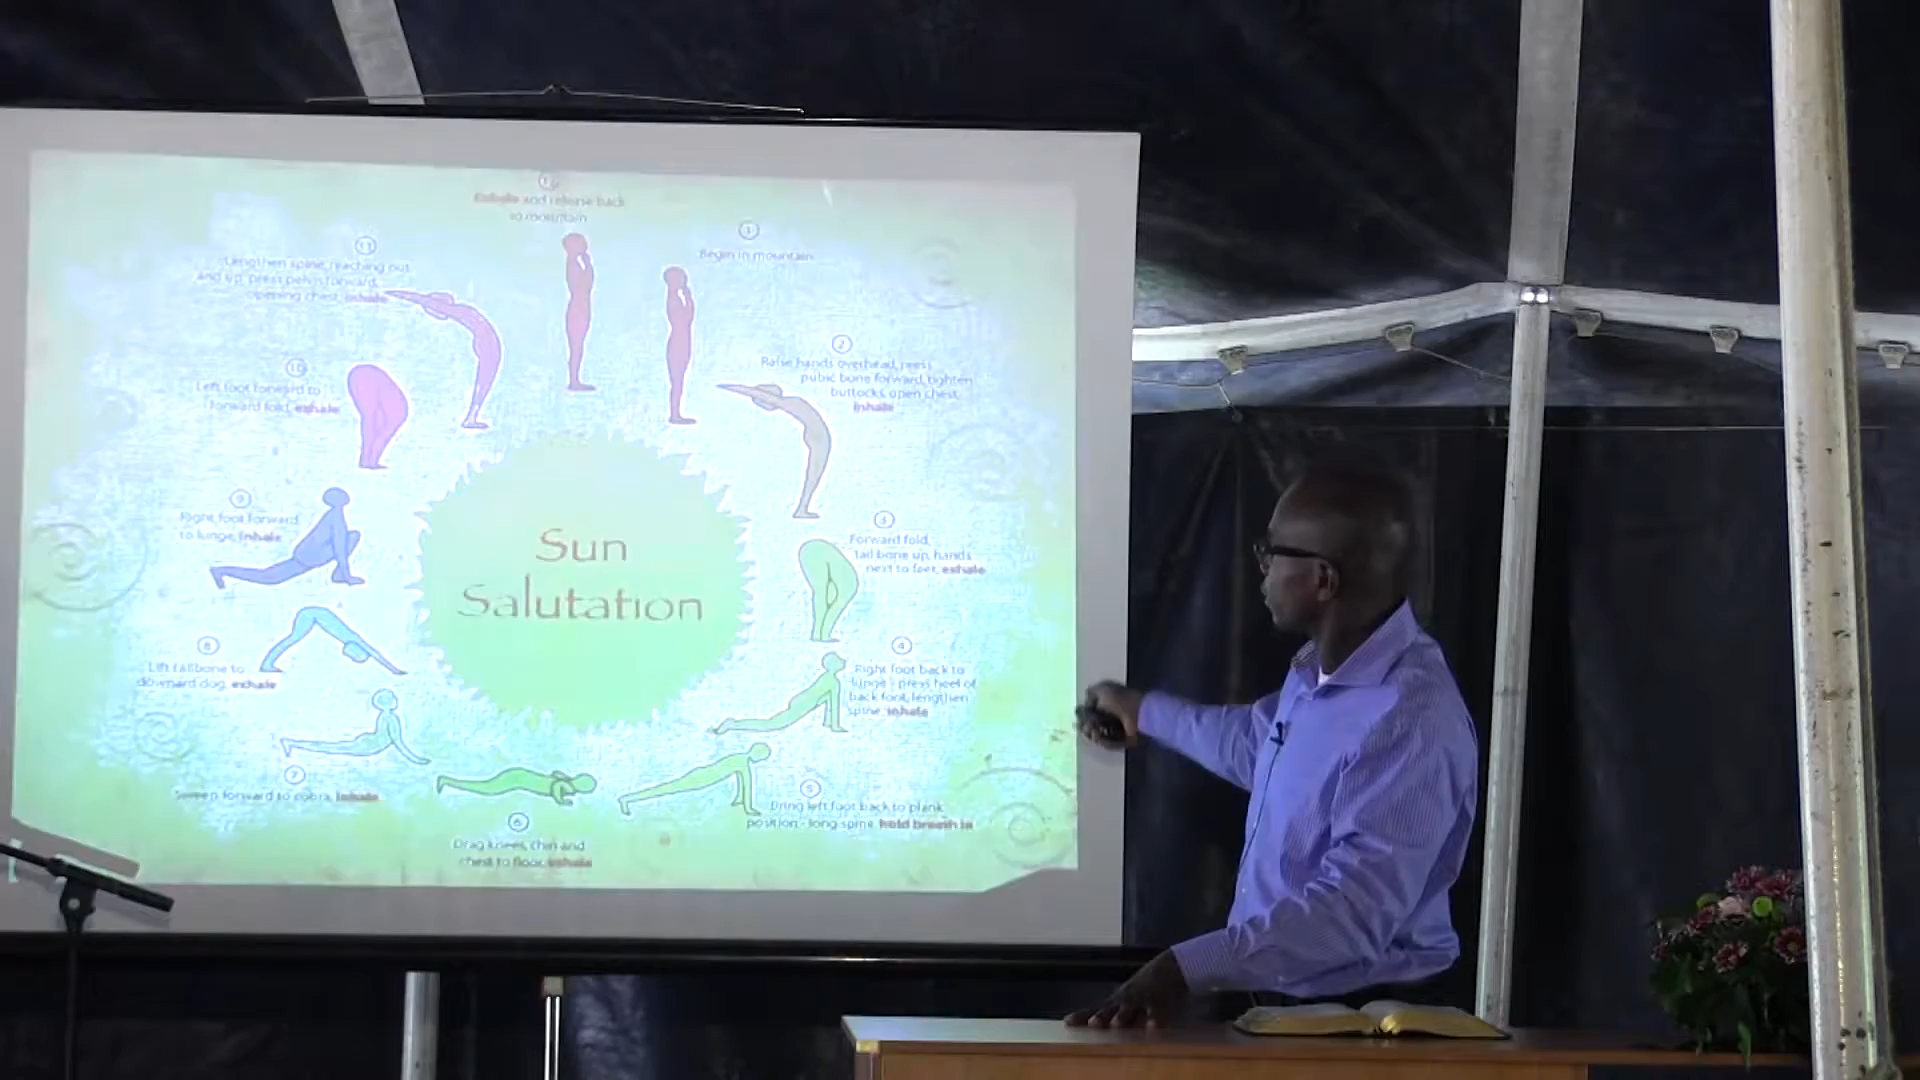 Sun
Salutation
1
Begin in mountain
2
Raise hands overhead, press
pubic bone forward, tighten
buttocks, open chest,
inhale
3
Forward fold,
tail bone up, hands
next to feet, exhale
4
Right foot back to
lunge - press heel of
back foot, lengthen
spine, inhale
5
Bring left foot back to plank
position - long spine hold breath in
6
Drag knees, chin and
chest to floor, exhale
7
Sweep forward to cobra, inhale
8
Lift tailbone to
downard dog, exhale
9
Right foot forward
to lunge, inhale
10
Left foot forward to
forward fold, exhale
11
Lengthen spine, reaching out
and up, press pelvis forward,
opening chest, inhale
12
Exhale and release back
to mountain